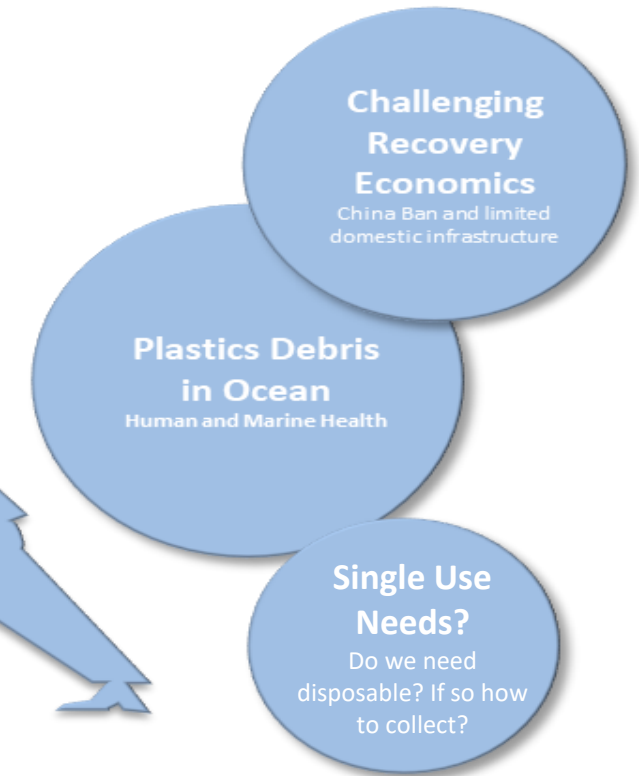 Challenging
Recovery
Economics
China Ban and limited
domestic infrastructure
Plastics Debris
in Ocean
Human and Marine Health
Single Use
Needs?
Do we need
disposable? If so how
to collect?